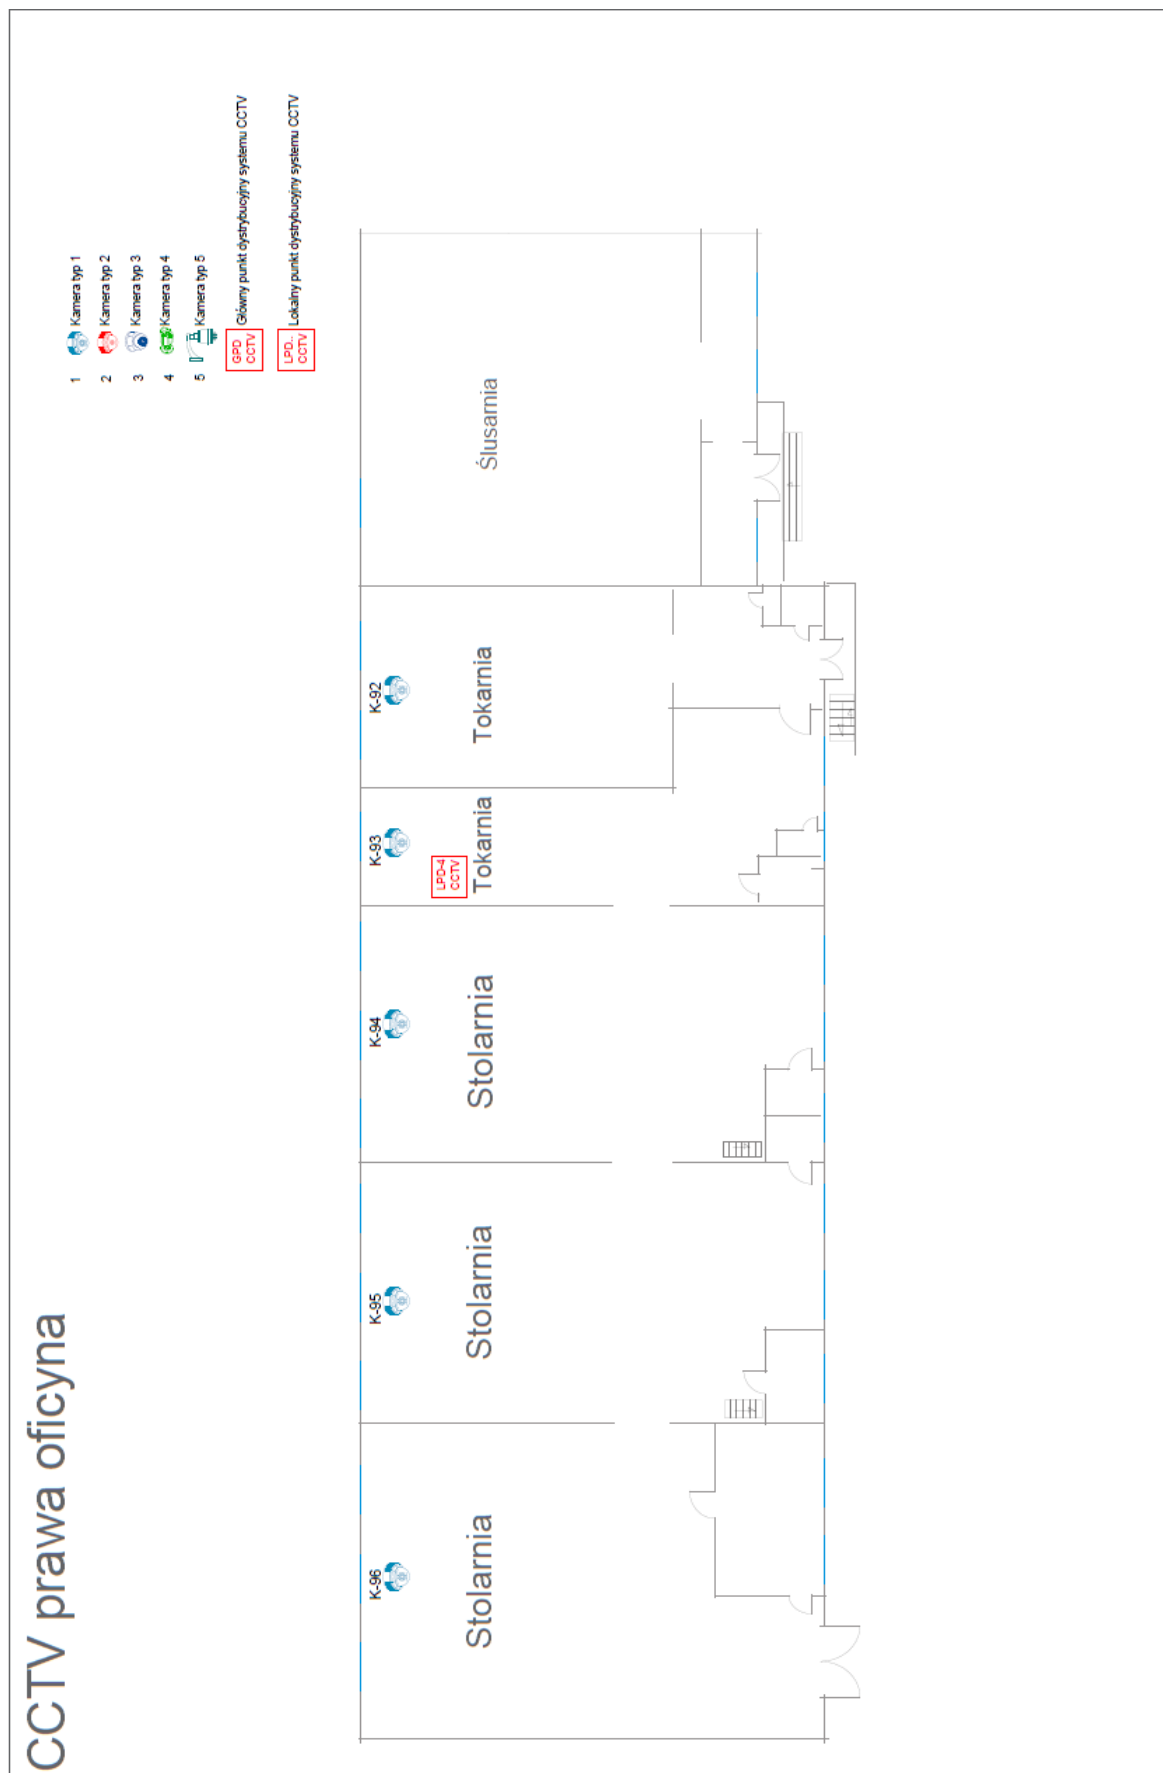 CCTV prawa oficyna
1 Kamera typ 1
2 Kamera typ 2
3 Kamera typ 3
4 Kamera typ 4
5 Kamera typ 5
GPD
CCTV
Główny punkt dystrybucyjny systemu CCTV
LPD..
CCTV
Lokalny punkt dystrybucyjny systemu CCTV
K-96
Stolarnia
K-95
Stolarnia
K-94
Stolarnia
K-93
LPD-4
CCTV
Tokarnia
K-92
Tokarnia
Ślusarnia